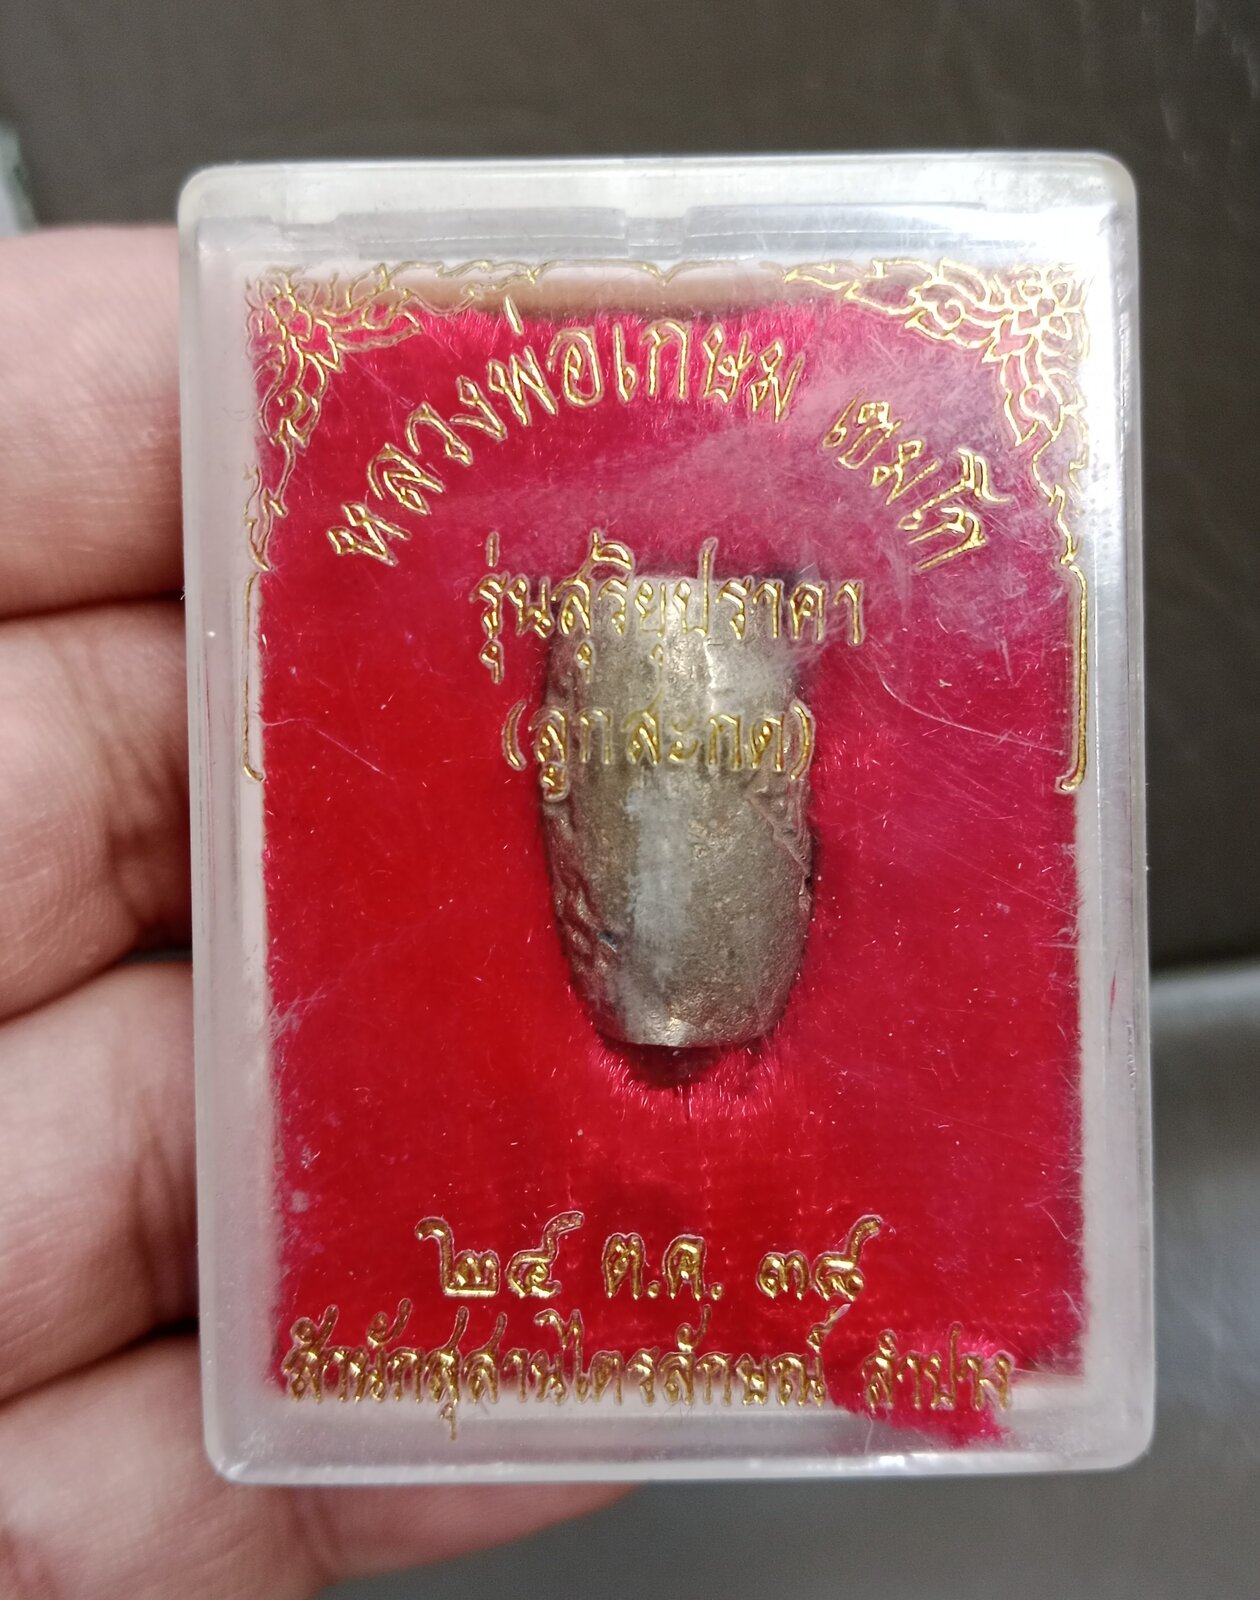 หลวงพ่อเกษม เขมโก
รุ่นสุริยุปราคา
(ลูกสะกด)
๒๔ ต.ค. ๓๘
สำนักสุสานไตรลักษณ์ ลำปาง